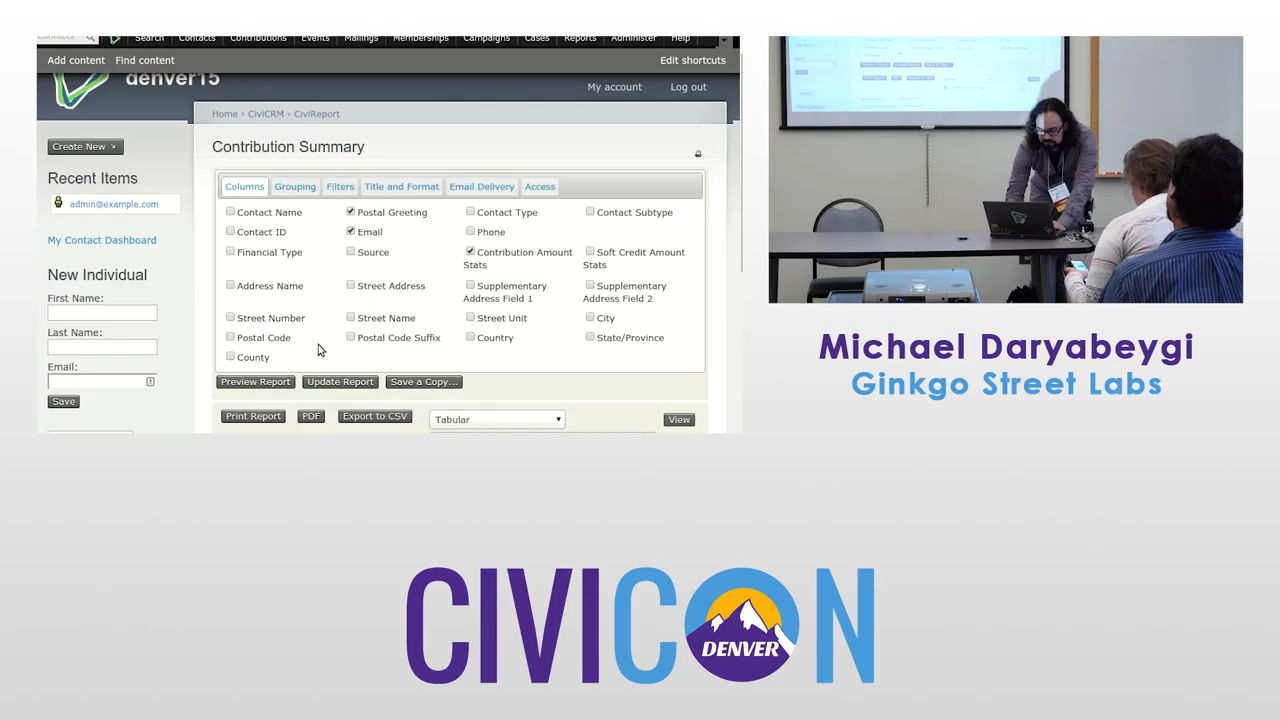 Search Contacts Contributions Events Mailings Memberships Campaigns Cases Reports Administer Help
Add content Find content Edit shortcuts
denver15
My account Log out
Home › CiviCRM › CiviReport
Create New
Contribution Summary
Recent Items
admin@example.com
My Contact Dashboard
New Individual
First Name:
Last Name:
Email:
Save
Columns Grouping Filters Title and Format Email Delivery Access
Contact Name Postal Greeting Contact Type Contact Subtype
Contact ID Email Phone
Financial Type Source Contribution Amount Stats Soft Credit Amount Stats
Address Name Street Address Supplementary Address Field 1 Supplementary Address Field 2
Street Number Street Name Street Unit City
Postal Code Postal Code Suffix Country State/Province
County
Preview Report Update Report Save a Copy...
Print Report PDF Export to CSV Tabular View
Michael Daryabeygi
Ginkgo Street Labs
CIVICON
DENVER